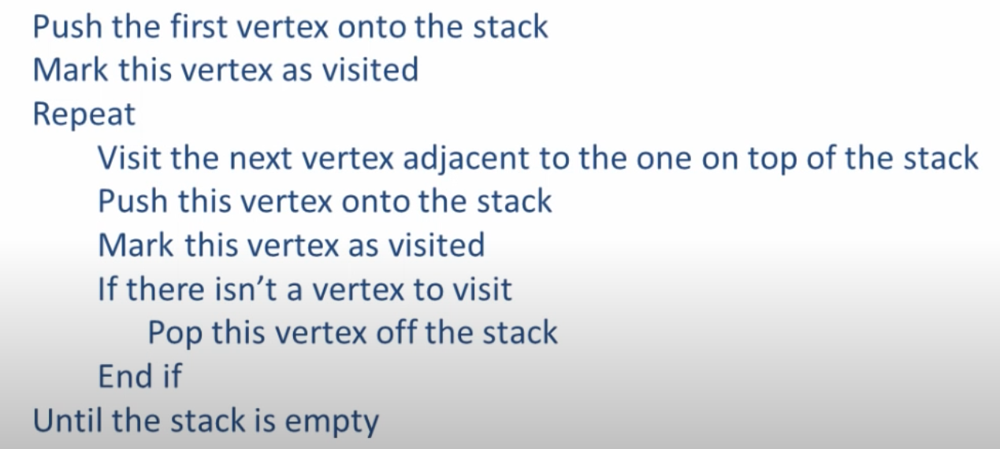 Push the first vertex onto the stack
Mark this vertex as visited
Repeat
Visit the next vertex adjacent to the one on top of the stack
Push this vertex onto the stack
Mark this vertex as visited
If there isn’t a vertex to visit
Pop this vertex off the stack
End if
Until the stack is empty